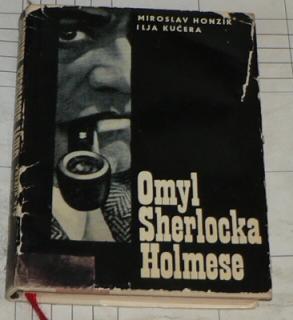 MIROSLAV HONZÍK
ILJA KUČERA
Omyl
Sherlocka
Holmese